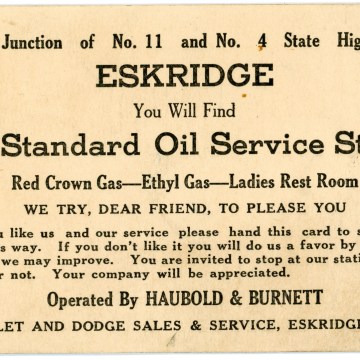 Junction of No. 11 and No. 4 State Hig
ESKRIDGE
You Will Find
Standard Oil Service St
Red Crown Gas—Ethyl Gas—Ladies Rest Room
WE TRY, DEAR FRIEND, TO PLEASE YOU
u like us and our service please hand this card to s
s way. If you don't like it you will do us a favor by
we may improve. You are invited to stop at our stati
r not. Your company will be appreciated.
Operated By HAUBOLD & BURNETT
LET AND DODGE SALES & SERVICE, ESKRIDGE